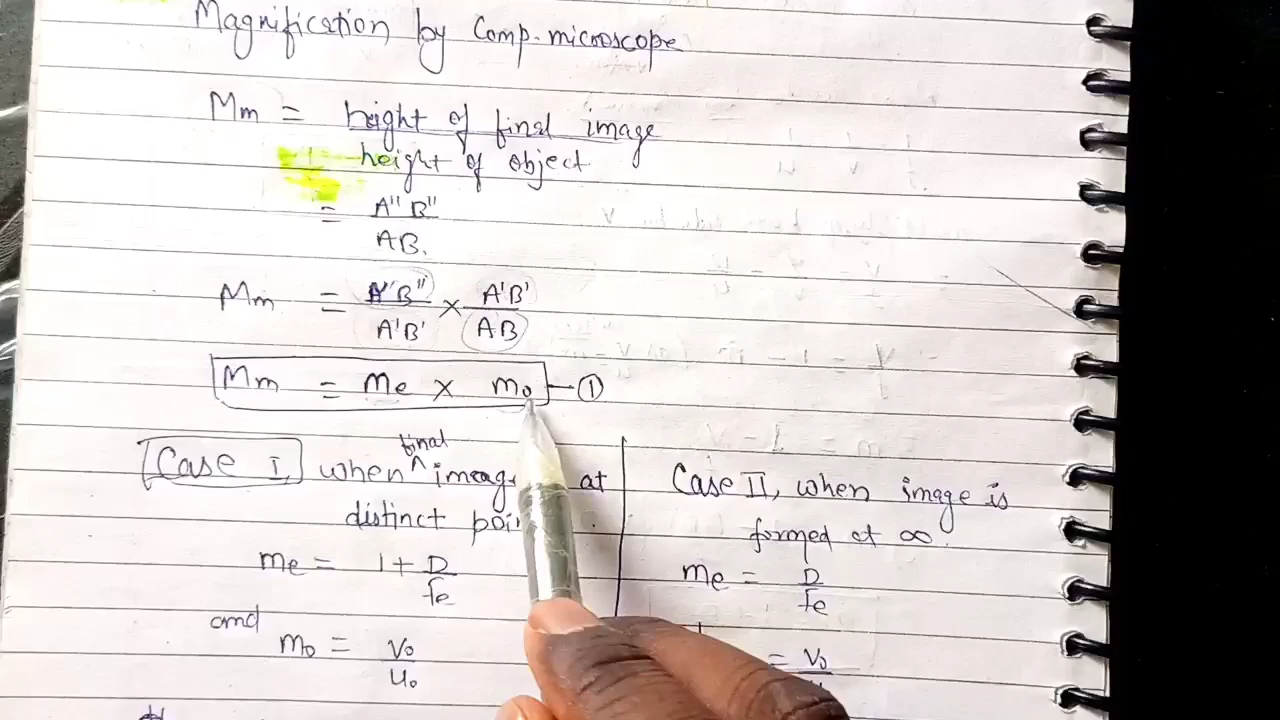 Magnification by Comp. microscope
Mm = height of final image
height of object
= A''B''
AB.
Mm = A''B'' × A'B'
A'B' AB
Mm = Me × mo — ①
Case I, when final image at
distinct
me = 1 + D
fe
and
mo = vo
uo
Case II, when image is
formed at ∞.
me = D
fe
= vo